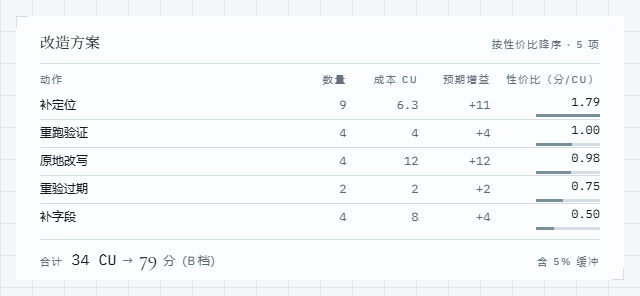 改造方案 按性价比降序 · 5 项
动作 数量 成本 CU 预期增益 性价比 (分/CU)
补定位 9 6.3 +11 1.79
重跑验证 4 4 +4 1.00
原地改写 4 12 +12 0.98
重验过期 2 2 +2 0.75
补字段 4 8 +4 0.50
合计 34 CU → 79 分 (B档) 含 5% 缓冲